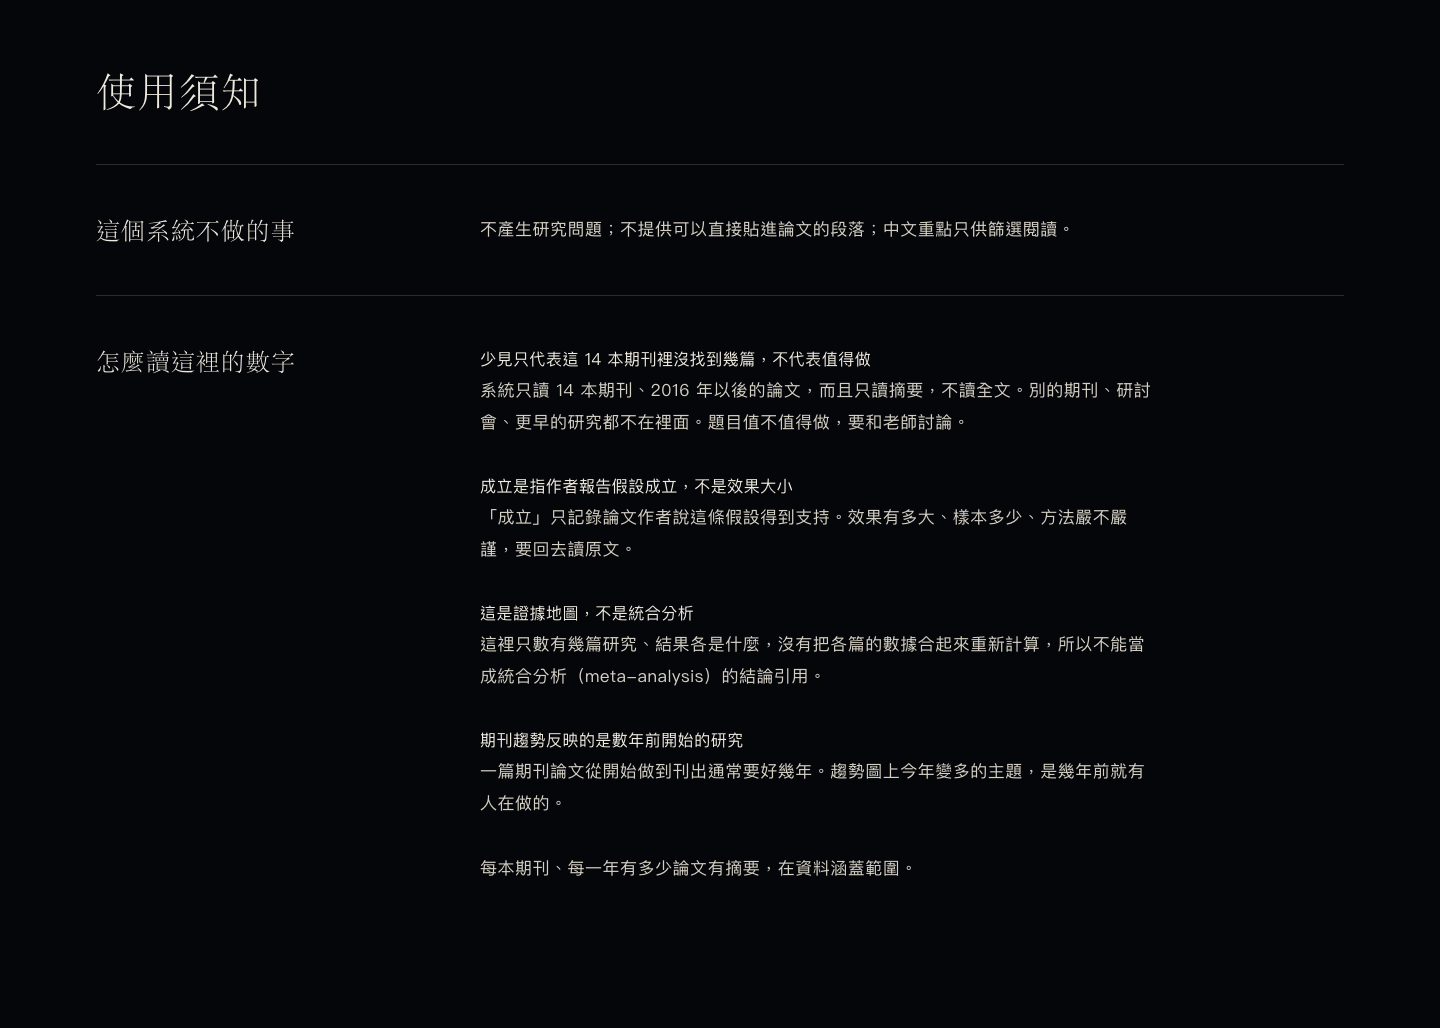 使用須知
這個系統不做的事
不產生研究問題；不提供可以直接貼進論文的段落；中文重點只供篩選閱讀。
怎麼讀這裡的數字
少見只代表這 14 本期刊裡沒找到幾篇，不代表值得做
系統只讀 14 本期刊、2016 年以後的論文，而且只讀摘要，不讀全文。別的期刊、研討
會、更早的研究都不在裡面。題目值不值得做，要和老師討論。
成立是指作者報告假設成立，不是效果大小
「成立」只記錄論文作者說這條假設得到支持。效果有多大、樣本多少、方法嚴不嚴
謹，要回去讀原文。
這是證據地圖，不是統合分析
這裡只數有幾篇研究、結果各是什麼，沒有把各篇的數據合起來重新計算，所以不能當
成統合分析（meta-analysis）的結論引用。
期刊趨勢反映的是數年前開始的研究
一篇期刊論文從開始做到刊出通常要好幾年。趨勢圖上今年變多的主題，是幾年前就有
人在做的。
每本期刊、每一年有多少論文有摘要，在資料涵蓋範圍。